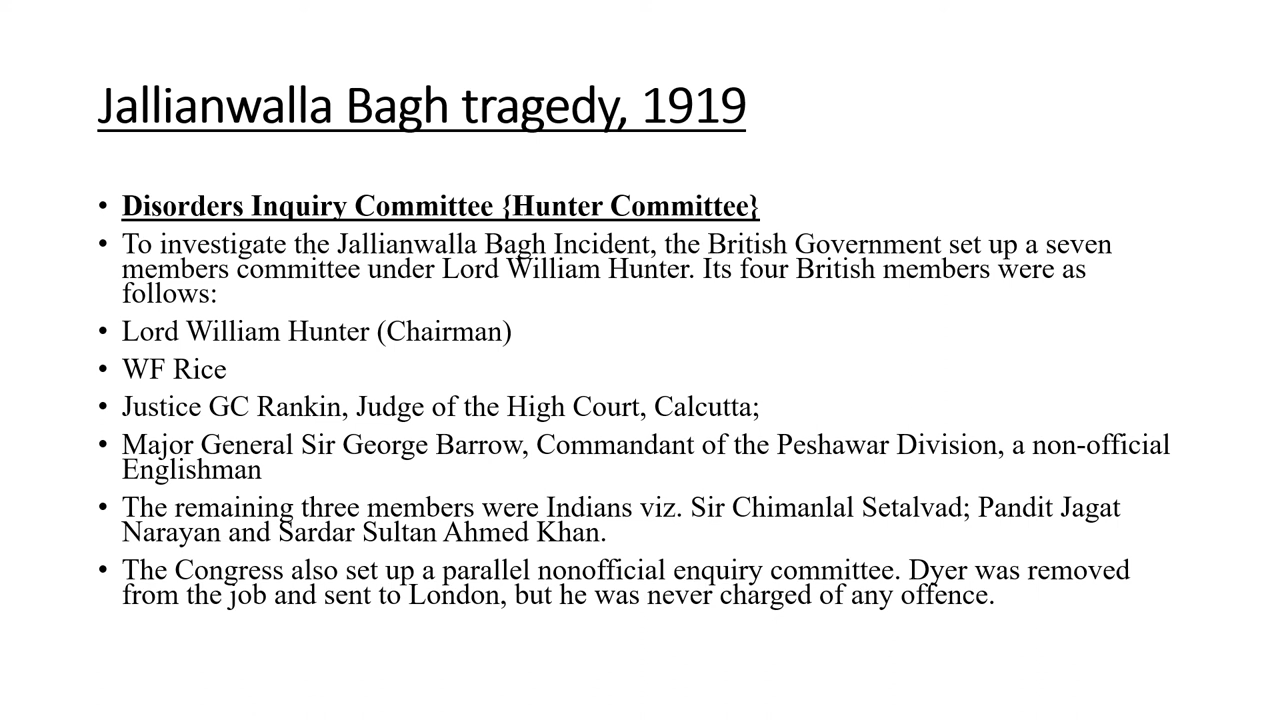 Jallianwalla Bagh tragedy, 1919
• Disorders Inquiry Committee {Hunter Committee}
• To investigate the Jallianwalla Bagh Incident, the British Government set up a seven
members committee under Lord William Hunter. Its four British members were as
follows:
• Lord William Hunter (Chairman)
• WF Rice
• Justice GC Rankin, Judge of the High Court, Calcutta;
• Major General Sir George Barrow, Commandant of the Peshawar Division, a non-official
Englishman
• The remaining three members were Indians viz. Sir Chimanlal Setalvad; Pandit Jagat
Narayan and Sardar Sultan Ahmed Khan.
• The Congress also set up a parallel nonofficial enquiry committee. Dyer was removed
from the job and sent to London, but he was never charged of any offence.